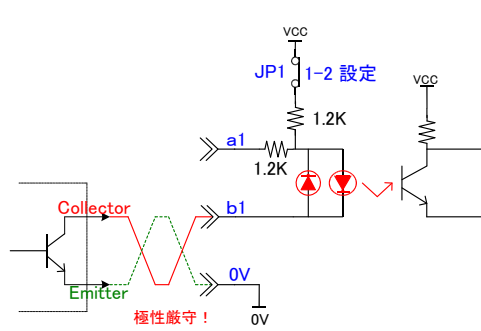 VCC
JP1 1-2 設定
VCC
1.2K
a1
1.2K
Collector
b1
0V
Emitter
極性厳守！
0V